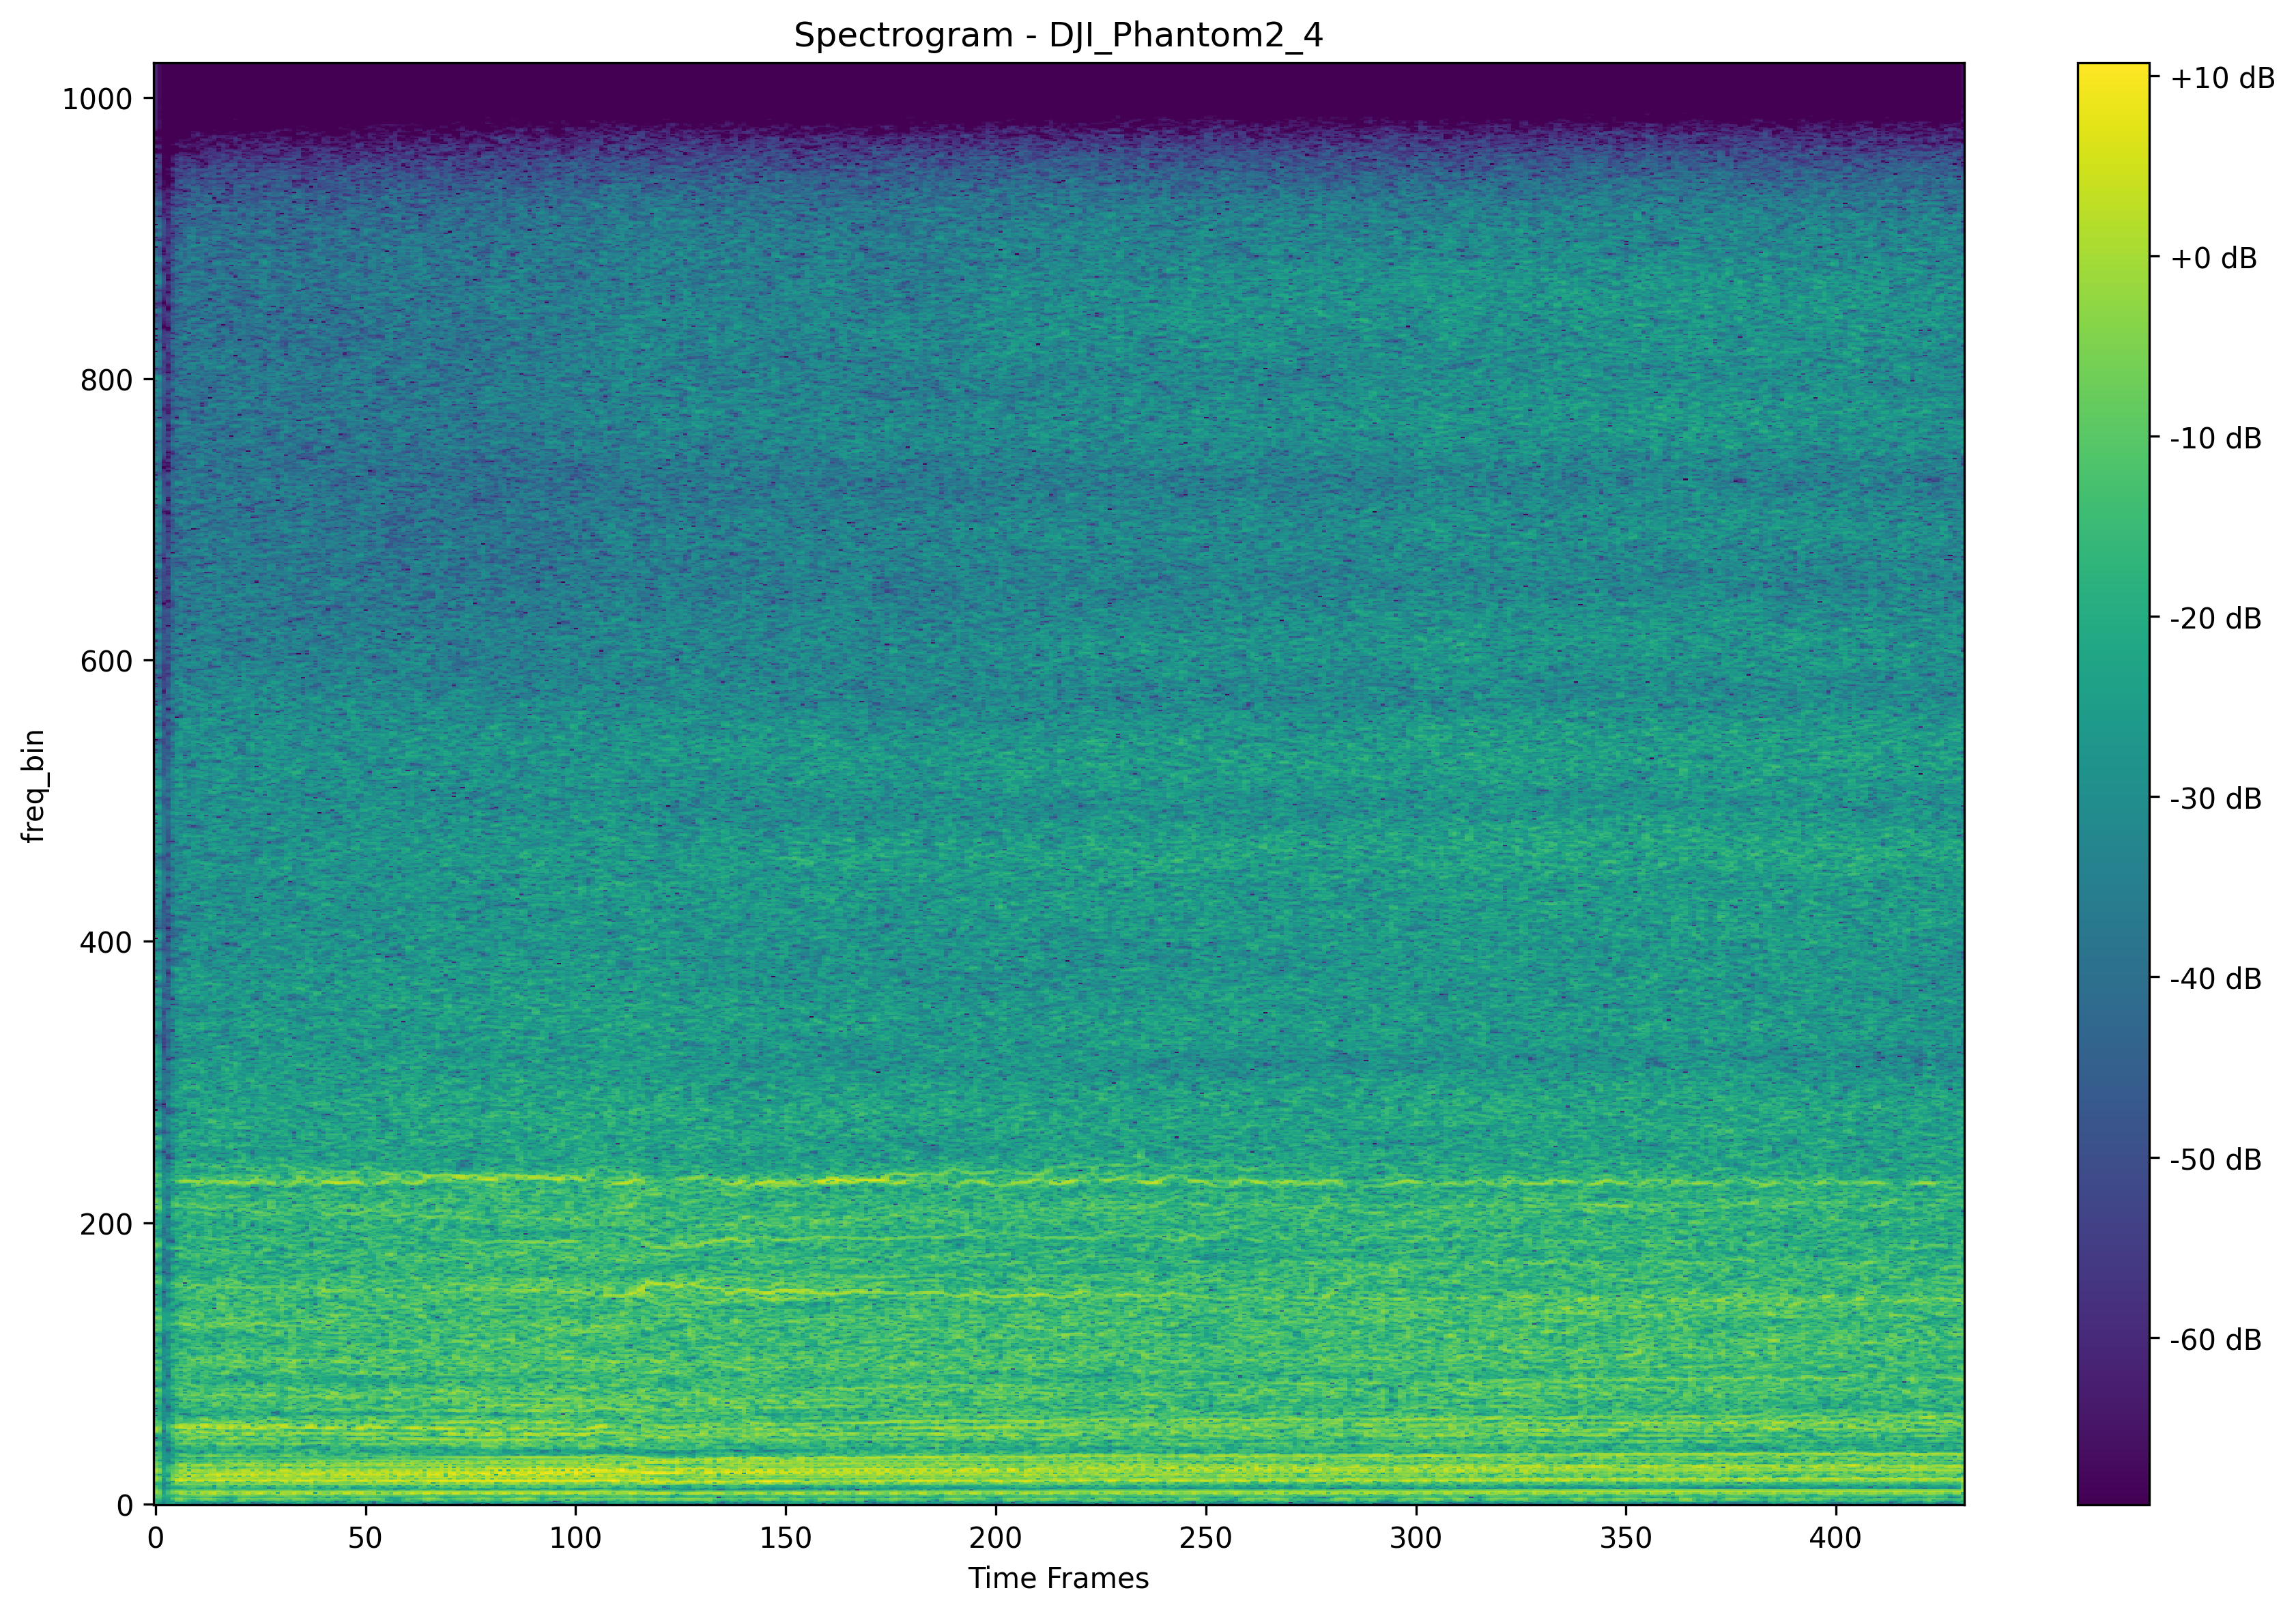 Spectrogram - DJI_Phantom2_4
1000
800
600
400
200
0
freq_bin
0 50 100 150 200 250 300 350 400
Time Frames
+10 dB
+0 dB
-10 dB
-20 dB
-30 dB
-40 dB
-50 dB
-60 dB